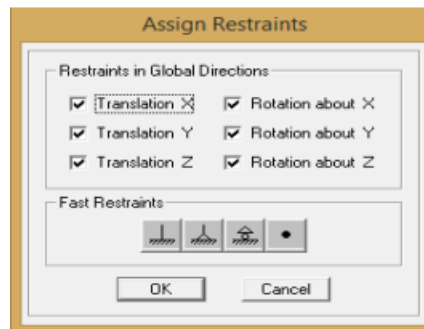 Assign Restraints
Restraints in Global Directions
Translation X Rotation about X
Translation Y Rotation about Y
Translation Z Rotation about Z
Fast Restraints
OK Cancel